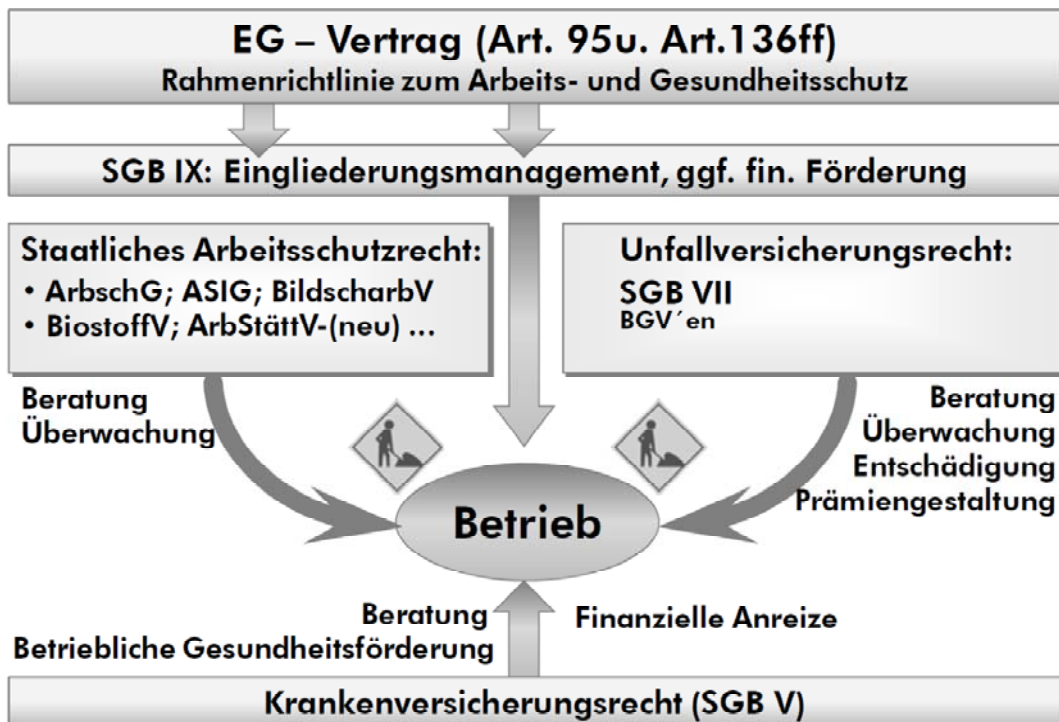 EG – Vertrag (Art. 95u. Art.136ff)
Rahmenrichtlinie zum Arbeits- und Gesundheitsschutz
SGB IX: Eingliederungsmanagement, ggf. fin. Förderung
Staatliches Arbeitsschutzrecht:
• ArbschG; ASIG; BildscharbV
• BiostoffV; ArbStättV-(neu) ...
Unfallversicherungsrecht:
SGB VII
BGV´en
Beratung
Überwachung
Beratung
Überwachung
Entschädigung
Prämiengestaltung
Betrieb
Beratung
Betriebliche Gesundheitsförderung
Finanzielle Anreize
Krankenversicherungsrecht (SGB V)